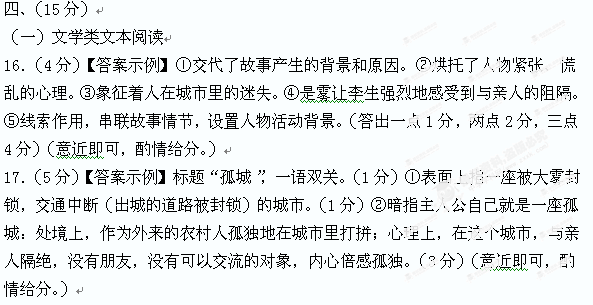 四、（15分）
（一）文学类文本阅读
16.（4分）【答案示例】①交代了故事产生的背景和原因。②烘托了人物紧张、慌
乱的心理。③象征着人在城市里的迷失。④是雾让李生强烈地感受到与亲人的阻隔。
⑤线索作用，串联故事情节，设置人物活动背景。（答出一点1分，两点2分，三点
4分）（意近即可，酌情给分。）
17.（5分）【答案示例】标题“孤城”，一语双关。（1分）①表面上指一座被大雾封
锁，交通中断（出城的道路被封锁）的城市。（1分）②暗指主人公自己就是一座孤
城：处境上，作为外来的农村人孤独地在城市里打拼；心理上，在这个城市，与亲
人隔绝，没有朋友，没有可以交流的对象，内心倍感孤独。（3分）（意近即可，酌
情给分。）